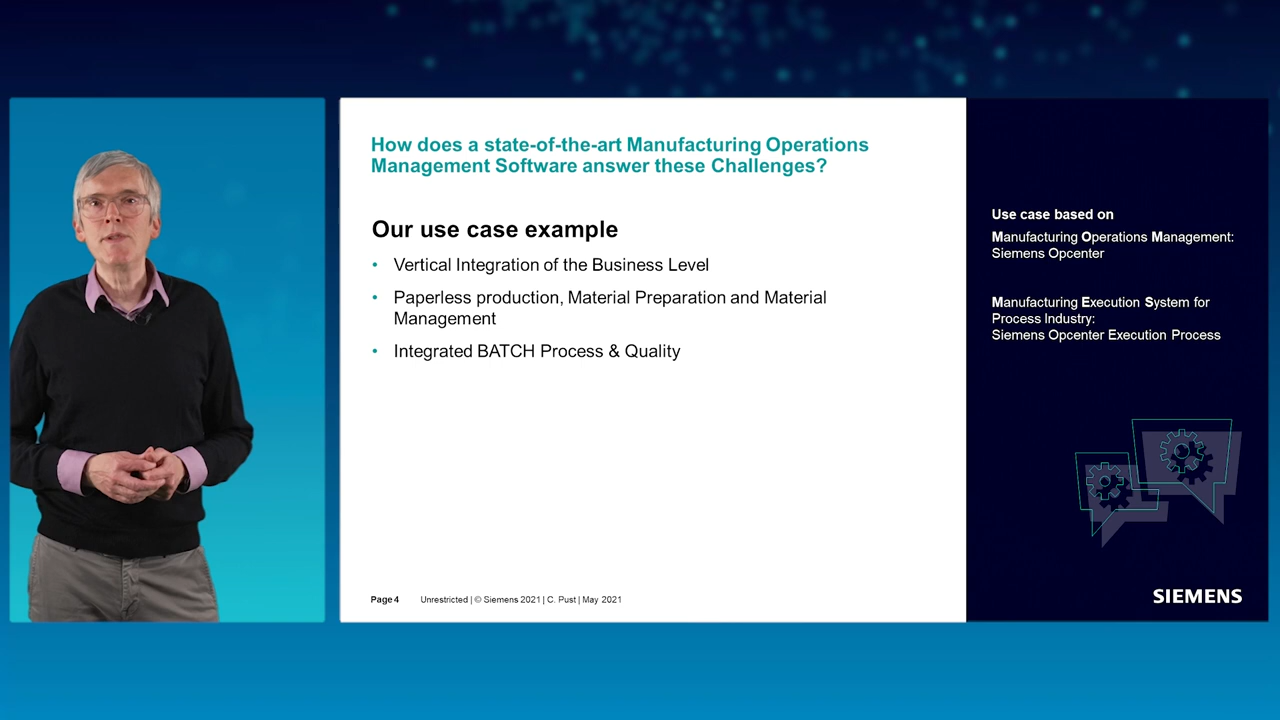 How does a state-of-the-art Manufacturing Operations
Management Software answer these Challenges?
Our use case example
• Vertical Integration of the Business Level
• Paperless production, Material Preparation and Material
Management
• Integrated BATCH Process & Quality
Page 4 Unrestricted | © Siemens 2021 | C. Pust | May 2021
Use case based on
Manufacturing Operations Management:
Siemens Opcenter
Manufacturing Execution System for
Process Industry:
Siemens Opcenter Execution Process
SIEMENS